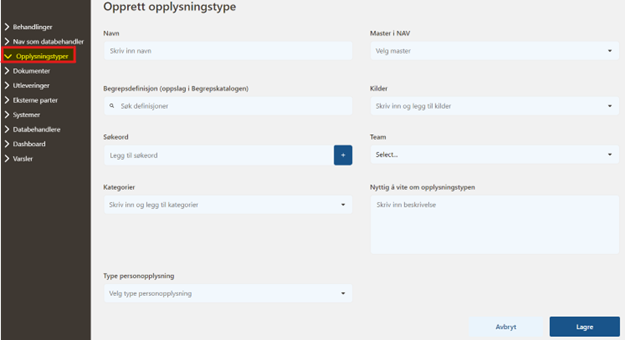 Opprett opplysningstype
Behandlinger
Nav som databehandler
Opplysningstyper
Dokumenter
Utleveringer
Eksterne parter
Systemer
Databehandlere
Dashboard
Varsler
Navn
Skriv inn navn
Master i NAV
Velg master
Begrepsdefinisjon (oppslag i Begrepskatalogen)
Søk definisjoner
Kilder
Skriv inn og legg til kilder
Søkeord
Legg til søkeord
+
Team
Select...
Kategorier
Skriv inn og legg til kategorier
Nyttig å vite om opplysningstypen
Skriv inn beskrivelse
Type personopplysning
Velg type personopplysning
Avbryt
Lagre